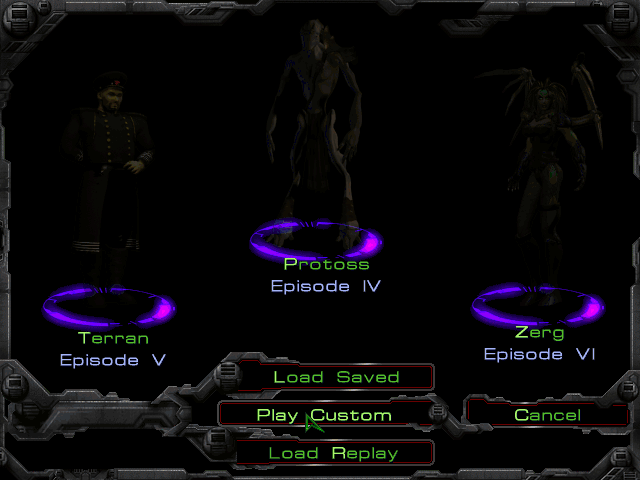 Protoss
Episode IV
Terran
Episode V
Zerg
Episode VI
Load Saved
Play Custom
Cancel
Load Replay